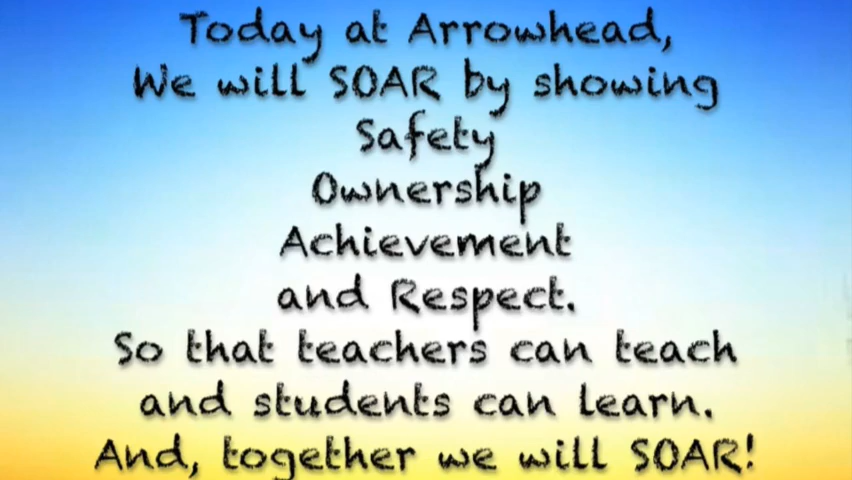 Today at Arrowhead,
We will SOAR by showing
Safety
Ownership
Achievement
and Respect.
So that teachers can teach
and students can learn.
And, together we will SOAR!